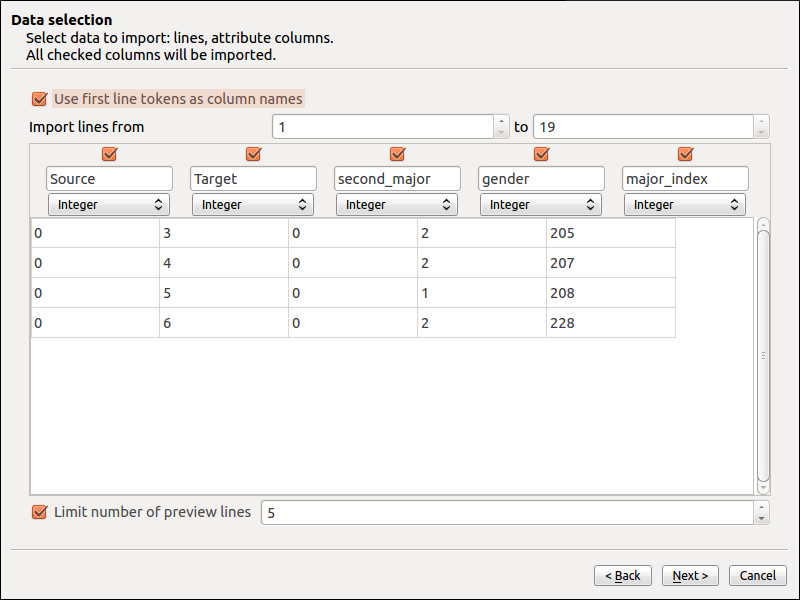 Data selection
Select data to import: lines, attribute columns.
All checked columns will be imported.
Use first line tokens as column names
Import lines from 1 to 19
Source Target second_major gender major_index
Integer Integer Integer Integer Integer
0 3 0 2 205
0 4 0 2 207
0 5 0 1 208
0 6 0 2 228
Limit number of preview lines 5
< Back Next > Cancel